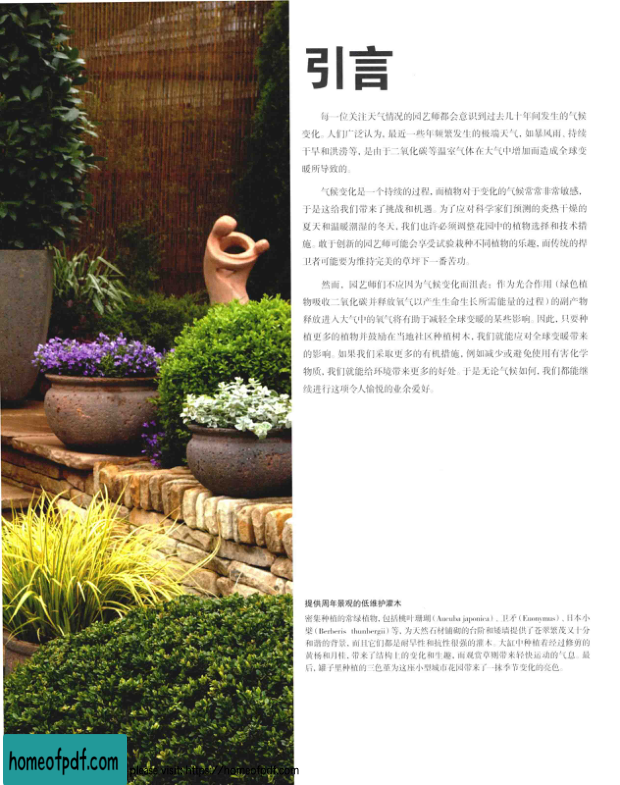 引言
每一位关注天气情况的园艺师都会意识到过去几十年间发生的气候
变化。人们广泛认为，最近一些年频繁发生的极端天气，如暴风雨、持续
干旱和洪涝等，是由于二氧化碳等温室气体在大气中增加而造成全球变
暖所导致的。
气候变化是一个持续的过程，而植物对于变化的气候常常非常敏感，
于是这给我们带来了挑战和机遇。为了应对科学家们预测的炎热干燥的
夏天和温暖潮湿的冬天，我们也许必须调整花园中的植物选择和技术措
施。敢于创新的园艺师可能会享受试验栽种不同植物的乐趣，而传统的捍
卫者可能要为维持完美的草坪下一番苦功。
然而，园艺师们不应因为气候变化而沮丧：作为光合作用（绿色植
物吸收二氧化碳并释放氧气以产生生命生长所需能量的过程）的副产物
释放进入大气中的氧气将有助于减轻全球变暖的某些影响。因此，只要种
植更多的植物并鼓励在当地社区种植树木，我们就能应对全球变暖带来
的影响。如果我们采取更多的有机措施，例如减少或避免使用有害化学
物质，我们就能给环境带来更多的好处。于是无论气候如何，我们都能继
续进行这项令人愉悦的业余爱好。
提供周年景观的低维护灌木
密集种植的常绿植物，包括桃叶珊瑚（Aucuba japonica）、卫矛（Euonymus）、日本小
檗（Berberis thunbergii）等，为天然石材铺砌的台阶和矮墙提供了苍翠繁茂又十分
和谐的背景，而且它们都是耐旱性和抗性很强的灌木。大缸中种植着经过修剪的
黄杨和月桂，带来了结构上的变化和生趣，而观赏草则带来轻快运动的气息。最
后，罐子里种植的三色堇为这座小型城市花园带来了一抹季节变化的亮色。
homeofpdf.com
please visit: https://homeofpdf.com